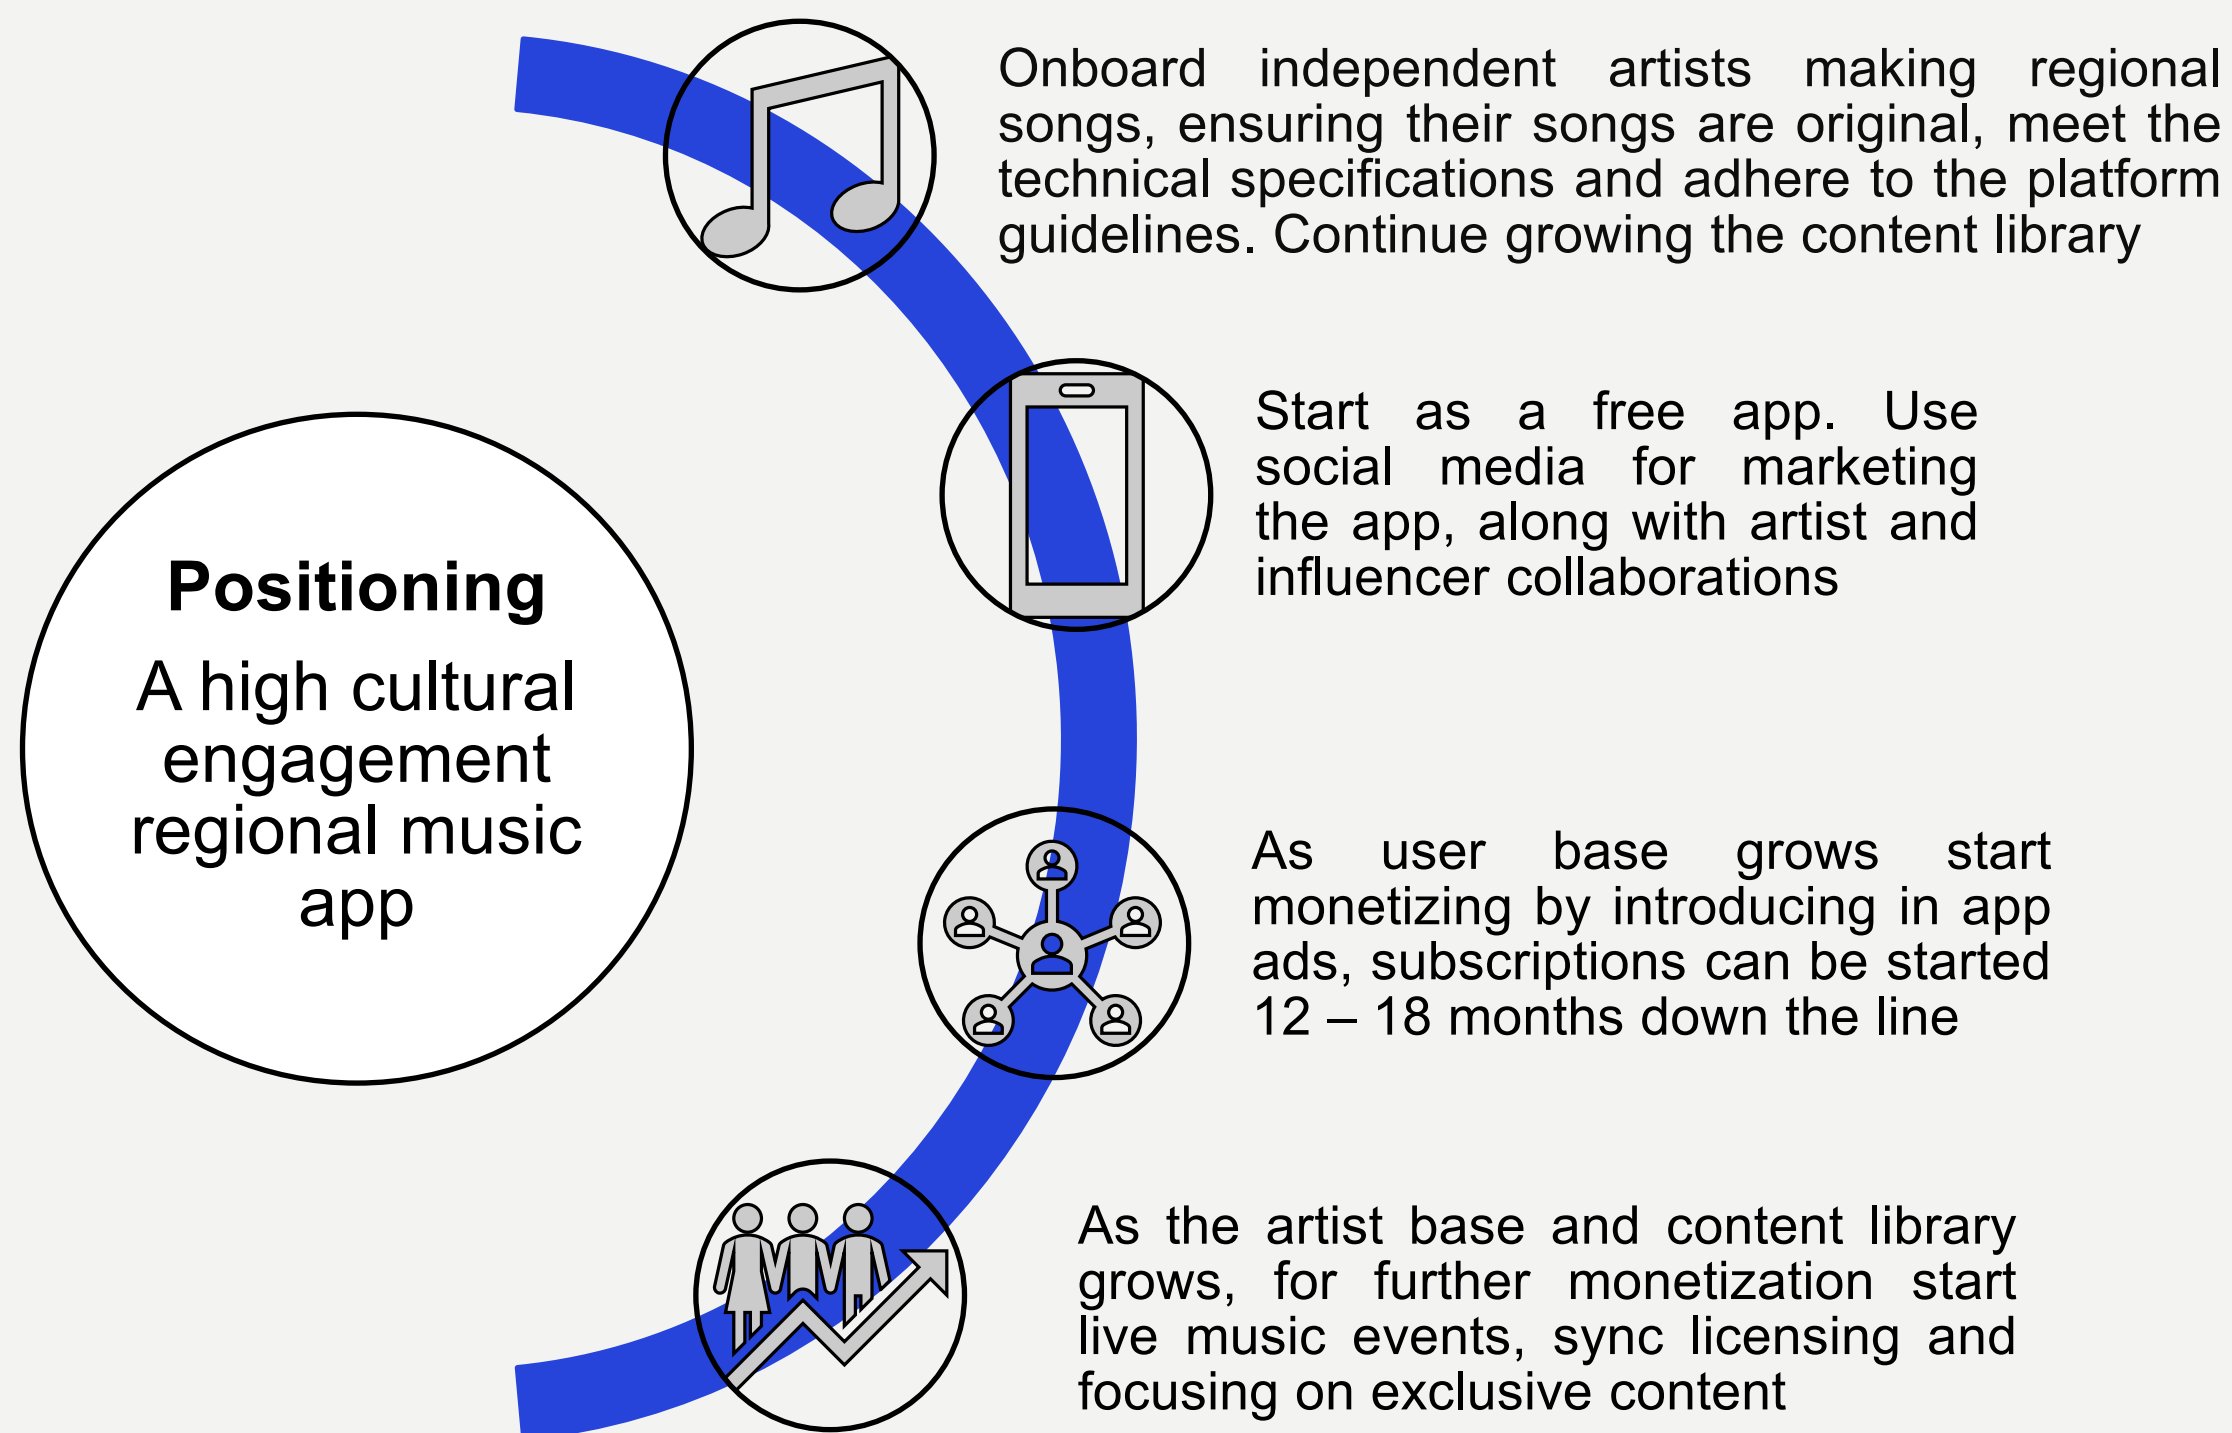 Onboard independent artists making regional
songs, ensuring their songs are original, meet the
technical specifications and adhere to the platform
guidelines. Continue growing the content library
Start as a free app. Use
social media for marketing
the app, along with artist and
influencer collaborations
Positioning
A high cultural
engagement
regional music
app
As user base grows start
monetizing by introducing in app
ads, subscriptions can be started
12 – 18 months down the line
As the artist base and content library
grows, for further monetization start
live music events, sync licensing and
focusing on exclusive content